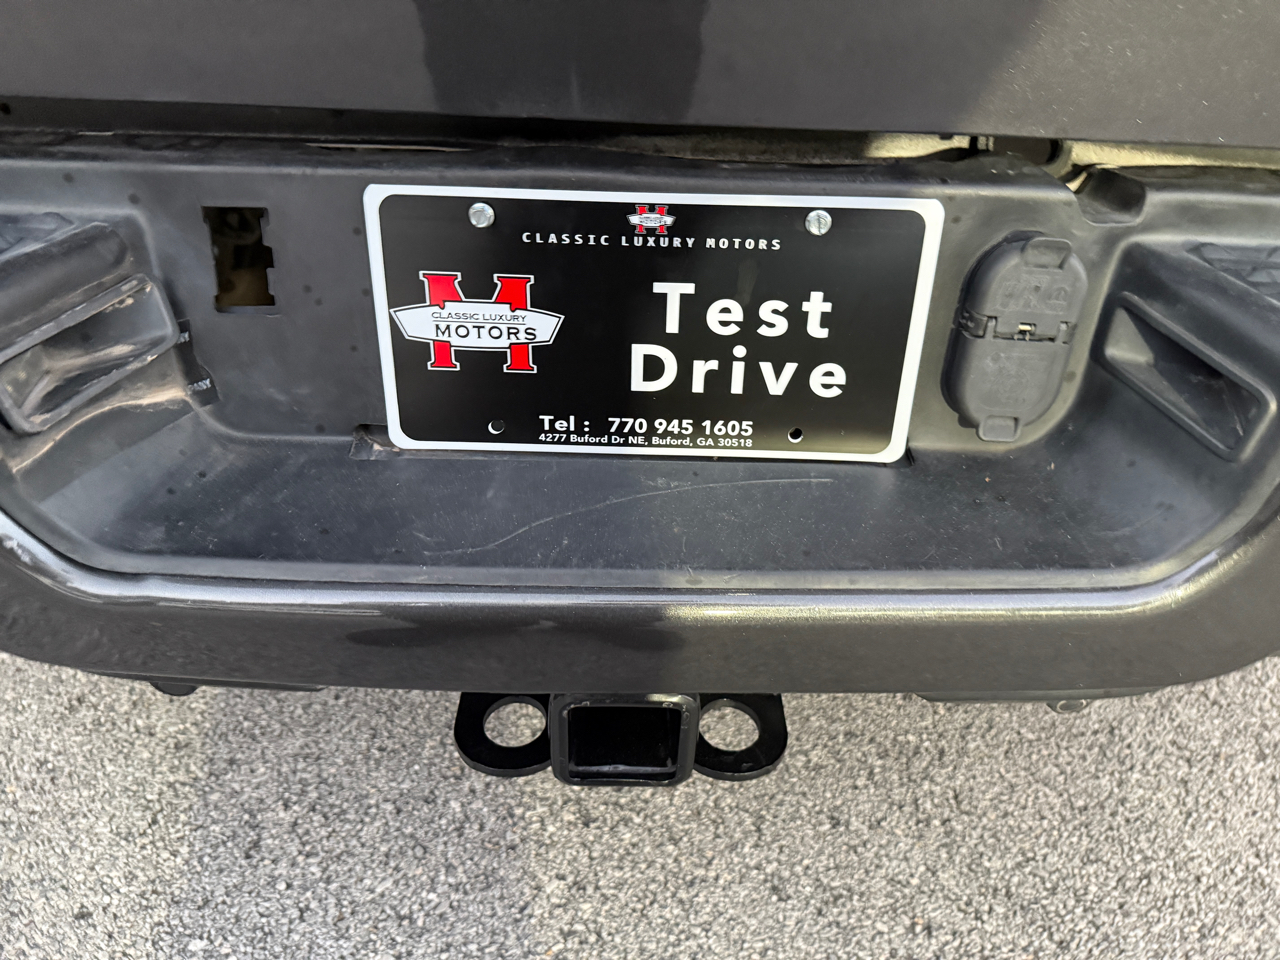 CLASSIC LUXURY MOTORS
CLASSIC LUXURY
MOTORS
Test
Drive
Tel : 770 945 1605
4277 Buford Dr NE, Buford, GA 30518